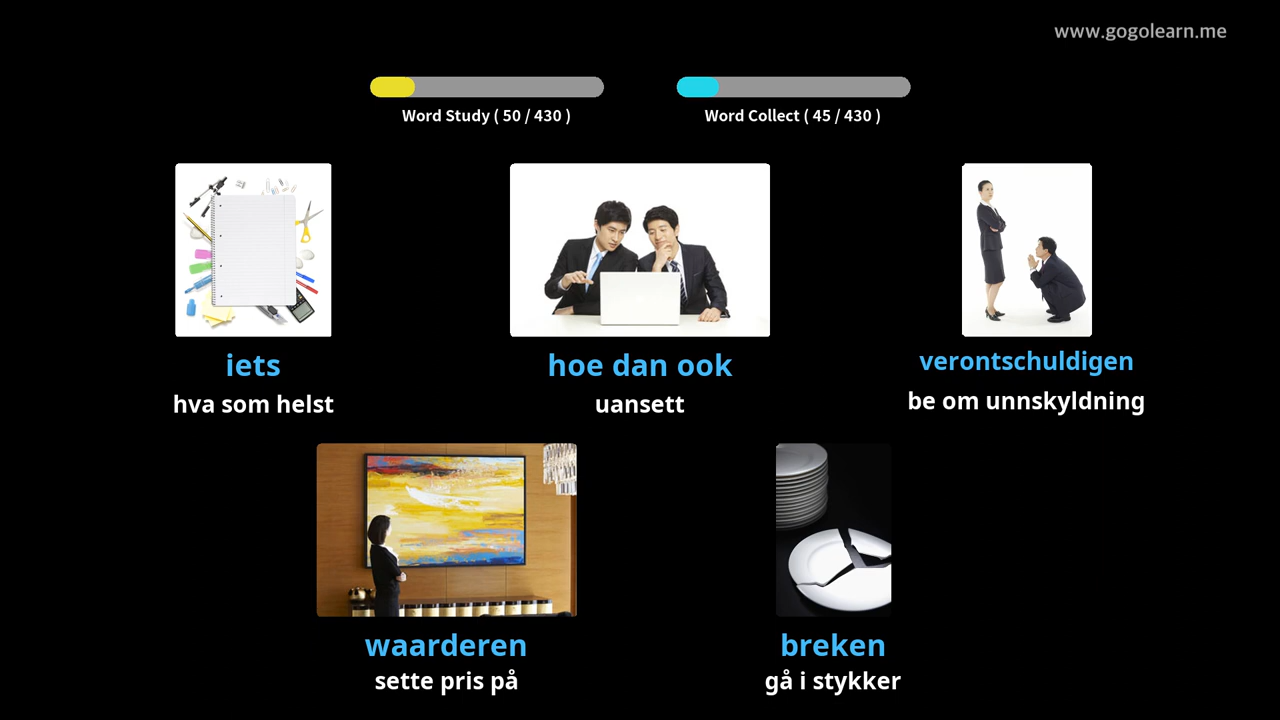 www.gogolearn.me
Word Study ( 50 / 430 )
Word Collect ( 45 / 430 )
iets
hva som helst
hoe dan ook
uansett
verontschuldigen
be om unnskyldning
waarderen
sette pris på
breken
gå i stykker